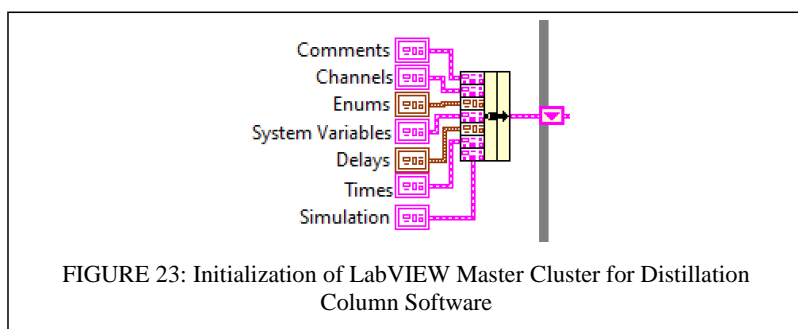 Comments
Channels
Enums
System Variables
Delays
Times
Simulation
FIGURE 23: Initialization of LabVIEW Master Cluster for Distillation
Column Software